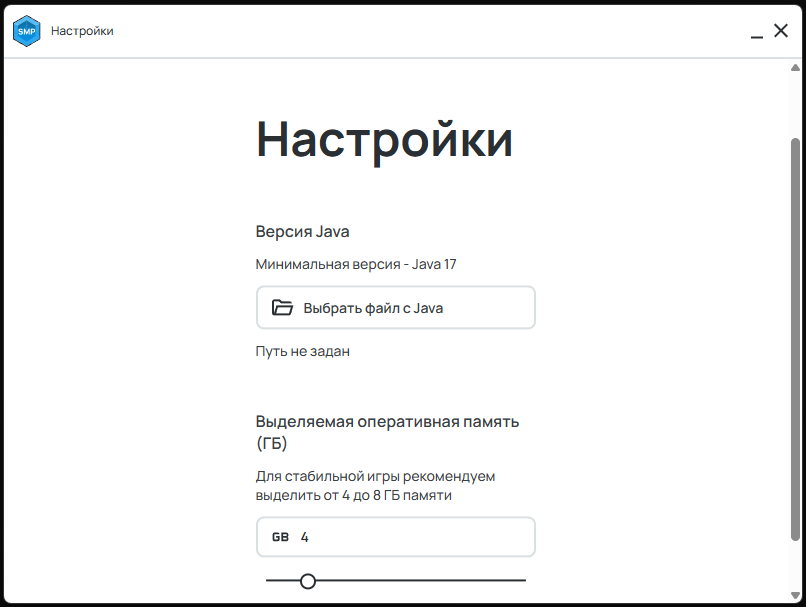 SMP Настройки
Настройки
Версия Java
Минимальная версия - Java 17
Выбрать файл с Java
Путь не задан
Выделяемая оперативная память
(ГБ)
Для стабильной игры рекомендуем
выделить от 4 до 8 ГБ памяти
GB 4